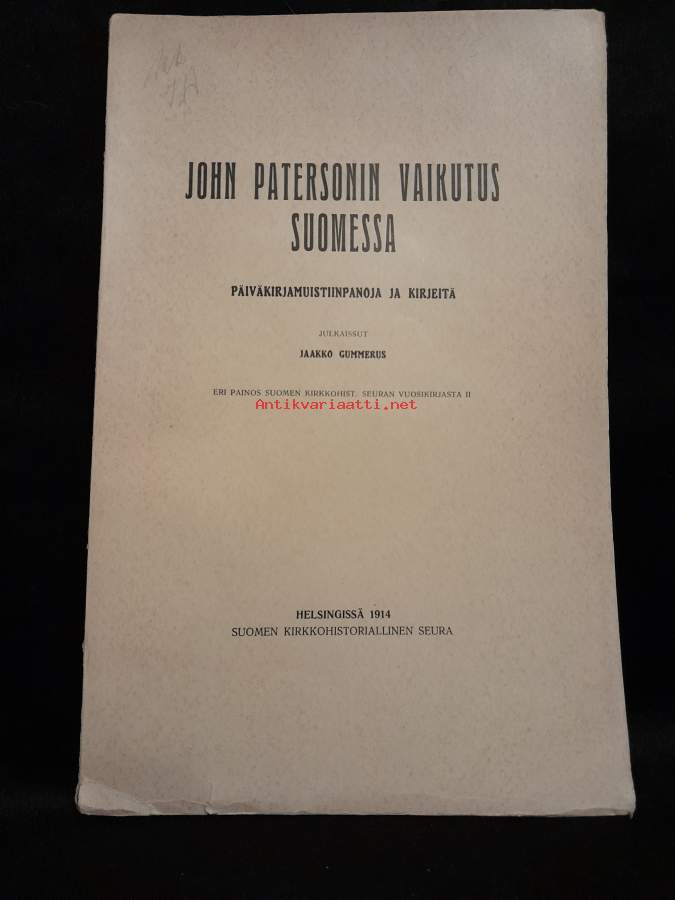 JOHN PATERSONIN VAIKUTUS
SUOMESSA
PÄIVÄKIRJAMUISTIINPANOJA JA KIRJEITÄ
JULKAISSUT
JAAKKO GUMMERUS
ERI PAINOS SUOMEN KIRKKOHIST. SEURAN VUOSIKIRJASTA II
Antikvariaatti.net
HELSINGISSÄ 1914
SUOMEN KIRKKOHISTORIALLINEN SEURA